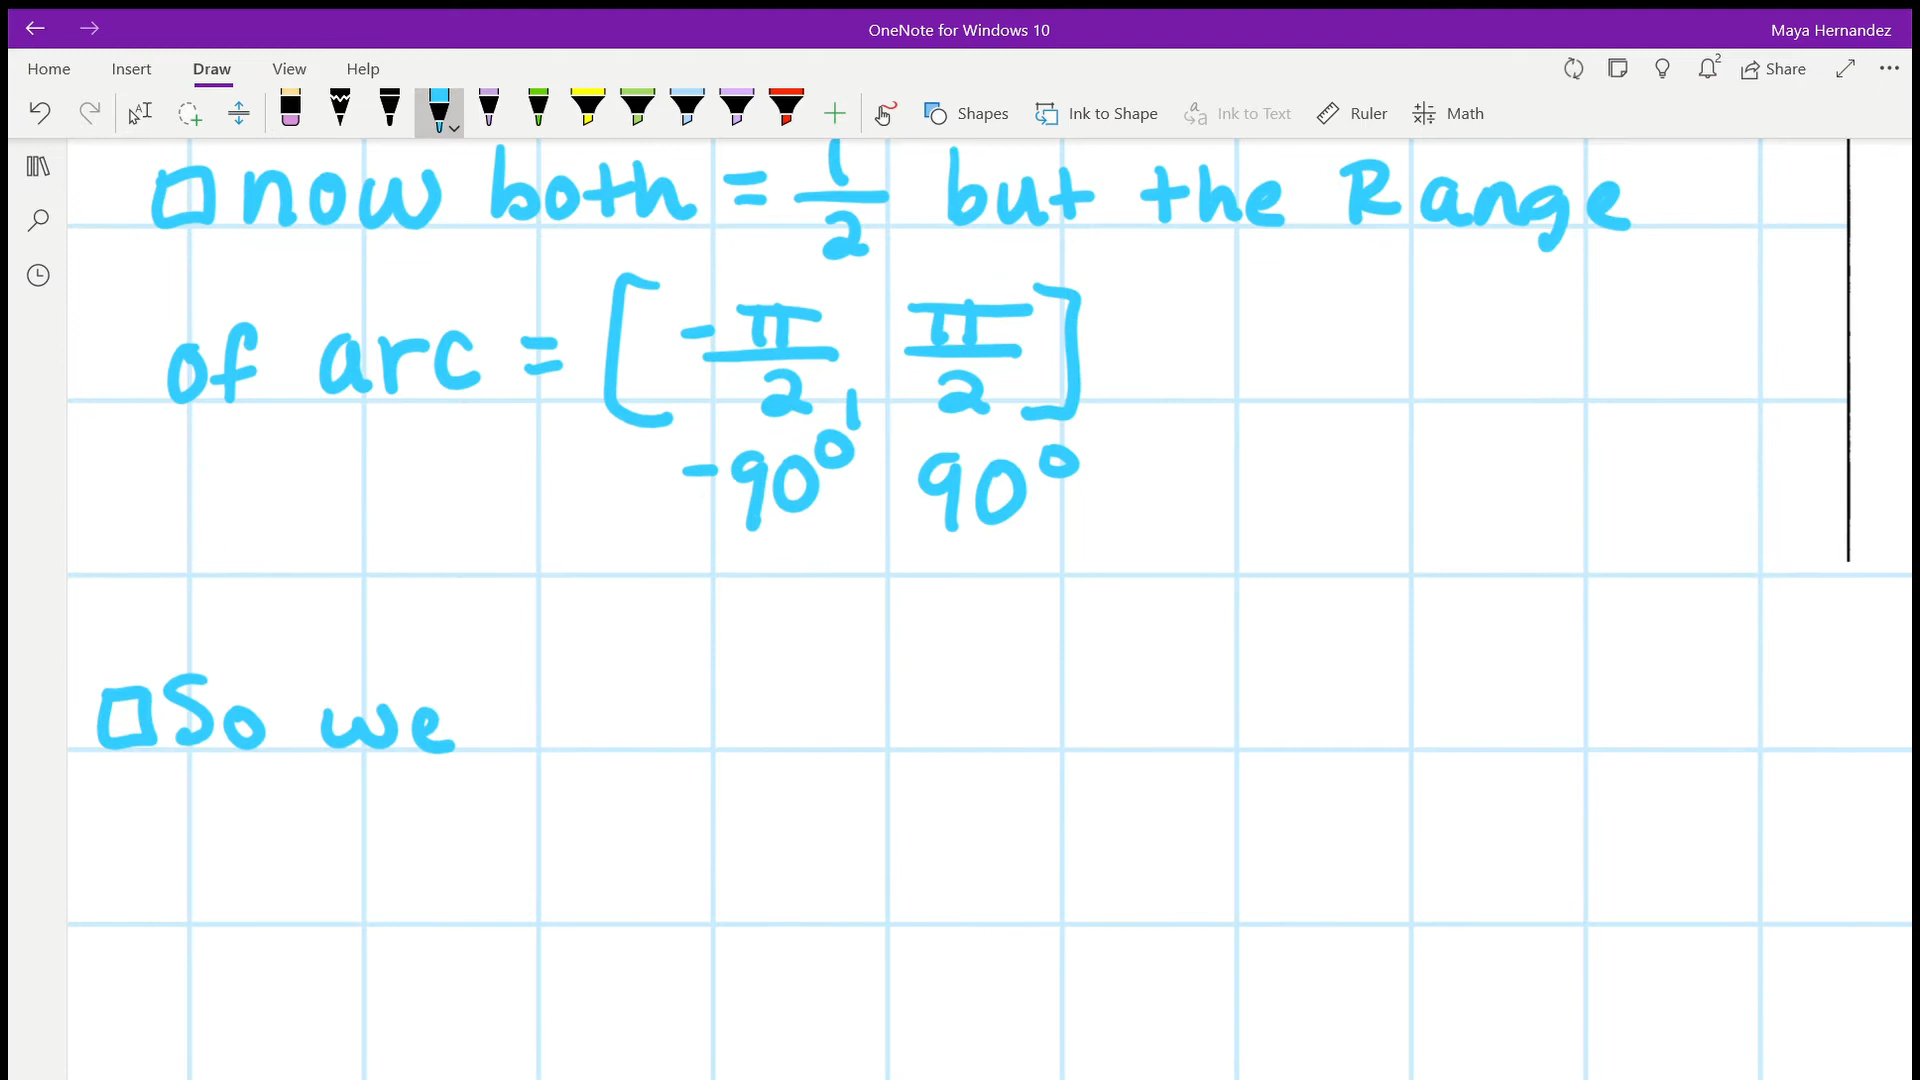 OneNote for Windows 10 Maya Hernandez
Home Insert Draw View Help 2 Share
Shapes Ink to Shape Ink to Text Ruler Math
now both = 1/2 but the Range
of arc = [-π/2, π/2]
-90° 90°
So we